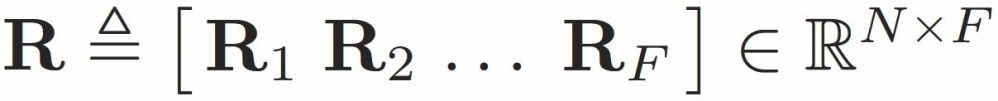 R ≜ [ R₁ R₂ … R_F ] ∈ ℝ^{N×F}